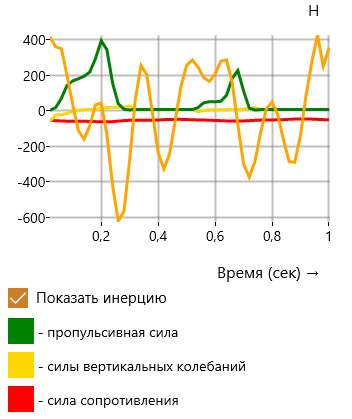 Н
400
200
0
-200
-400
-600
0,2 0,4 0,6 0,8 1
Время (сек) →
Показать инерцию
- пропульсивная сила
- силы вертикальных колебаний
- сила сопротивления